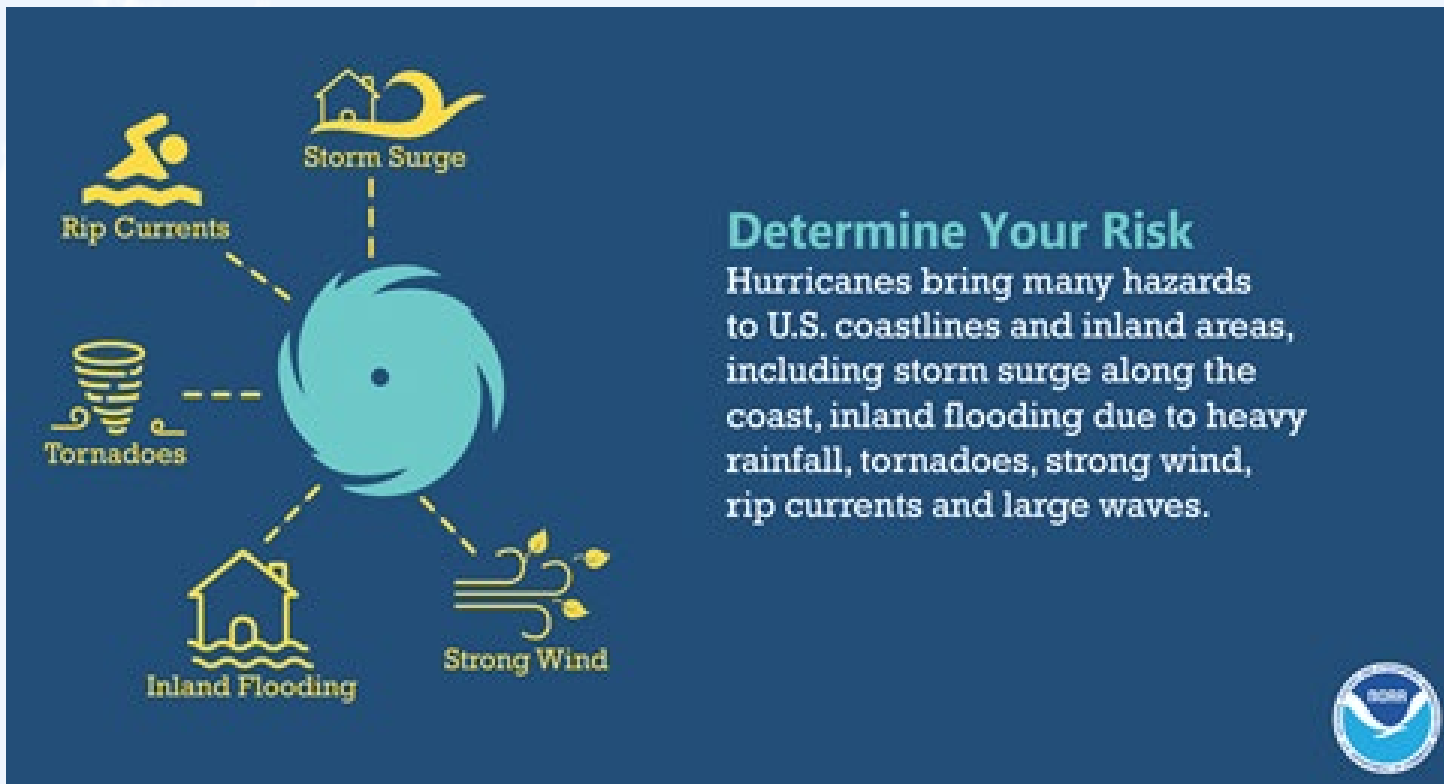 Storm Surge
Rip Currents
Tornadoes
Inland Flooding
Strong Wind
Determine Your Risk
Hurricanes bring many hazards
to U.S. coastlines and inland areas,
including storm surge along the
coast, inland flooding due to heavy
rainfall, tornadoes, strong wind,
rip currents and large waves.
NOAA